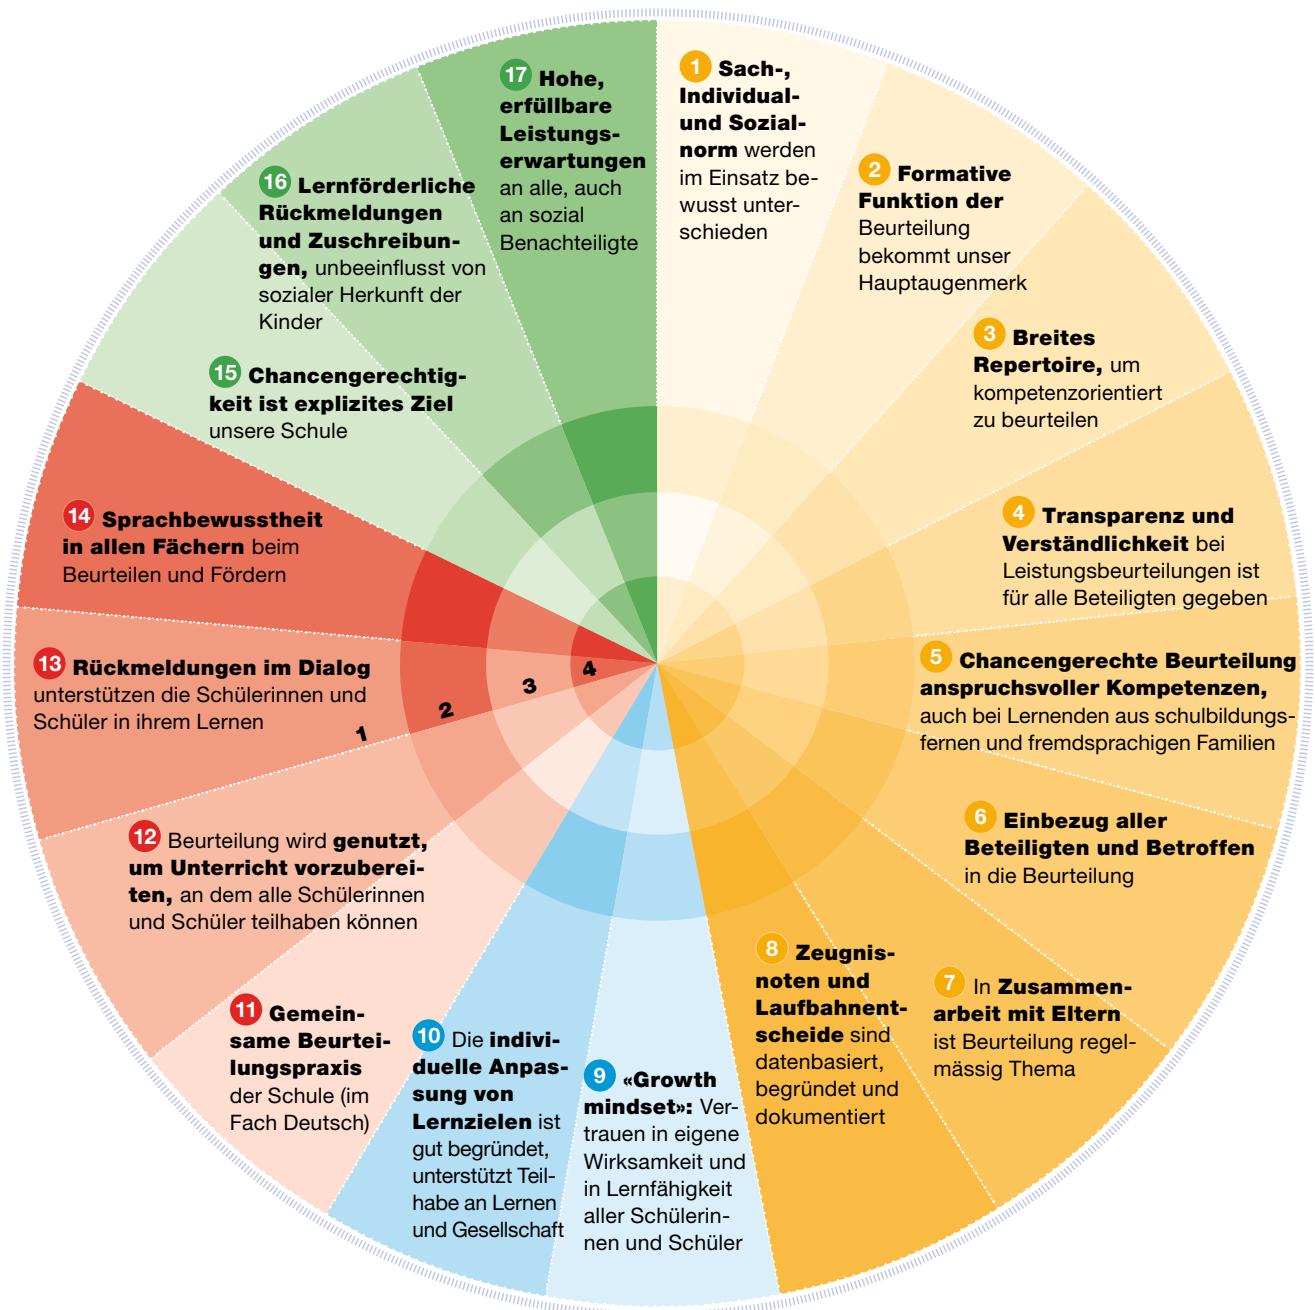 1 Sach-,
Individual-
und Sozial-
norm werden
im Einsatz be-
wusst unter-
schieden
2 Formative
Funktion der
Beurteilung
bekommt unser
Hauptaugenmerk
3 Breites
Repertoire, um
kompetenzorientiert
zu beurteilen
4 Transparenz und
Verständlichkeit bei
Leistungsbeurteilungen ist
für alle Beteiligten gegeben
5 Chancengerechte Beurteilung
anspruchsvoller Kompetenzen,
auch bei Lernenden aus schulbildungs-
fernen und fremdsprachigen Familien
6 Einbezug aller
Beteiligten und Betroffen
in die Beurteilung
7 In Zusammen-
arbeit mit Eltern
ist Beurteilung regel-
mässig Thema
8 Zeugnis-
noten und
Laufbahnent-
scheide sind
datenbasiert,
begründet und
dokumentiert
9 «Growth
mindset»: Ver-
trauen in eigene
Wirksamkeit und
in Lernfähigkeit
aller Schülerin-
nen und Schüler
10 Die indivi-
duelle Anpas-
sung von
Lernzielen ist
gut begründet,
unterstützt Teil-
habe an Lernen
und Gesellschaft
11 Gemein-
same Beurtei-
lungspraxis
der Schule (im
Fach Deutsch)
12 Beurteilung wird genutzt,
um Unterricht vorzuberei-
ten, an dem alle Schülerinnen
und Schüler teilhaben können
13 Rückmeldungen im Dialog
unterstützen die Schülerinnen und
Schüler in ihrem Lernen
14 Sprachbewusstheit
in allen Fächern beim
Beurteilen und Fördern
15 Chancengerechtig-
keit ist explizites Ziel
unsere Schule
16 Lernförderliche
Rückmeldungen
und Zuschreibun-
gen, unbeeinflusst von
sozialer Herkunft der
Kinder
17 Hohe,
erfüllbare
Leistungs-
erwartungen
an alle, auch
an sozial
Benachteiligte
1
2
3
4